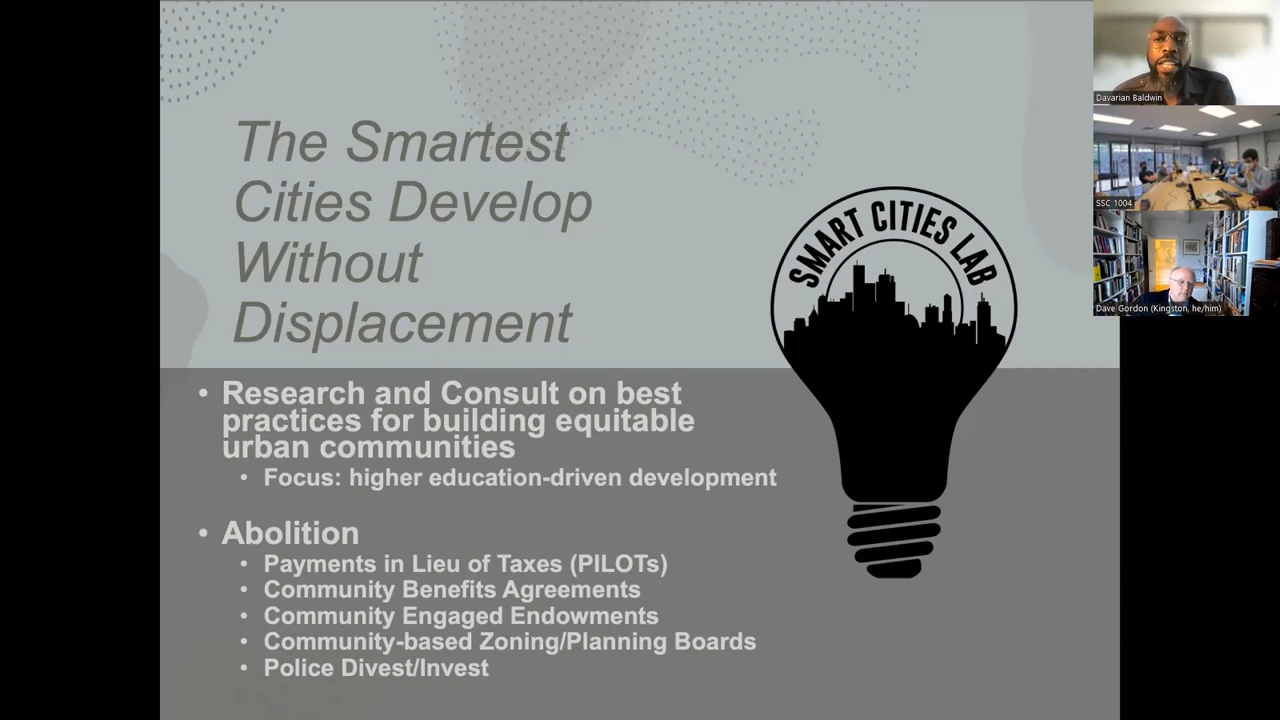 The Smartest
Cities Develop
Without
Displacement
SMART CITIES LAB
• Research and Consult on best
practices for building equitable
urban communities
• Focus: higher education-driven development
• Abolition
• Payments in Lieu of Taxes (PILOTs)
• Community Benefits Agreements
• Community Engaged Endowments
• Community-based Zoning/Planning Boards
• Police Divest/Invest
Davarian Baldwin
SSC 1004
Dave Gordon (Kingston, he/him)